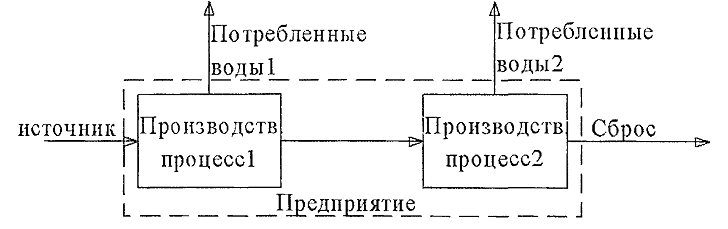 Потребленные
воды1
Потребленные
воды2
источник
Производств
процесс1
Производств
процесс2
Сброс
Предприятие